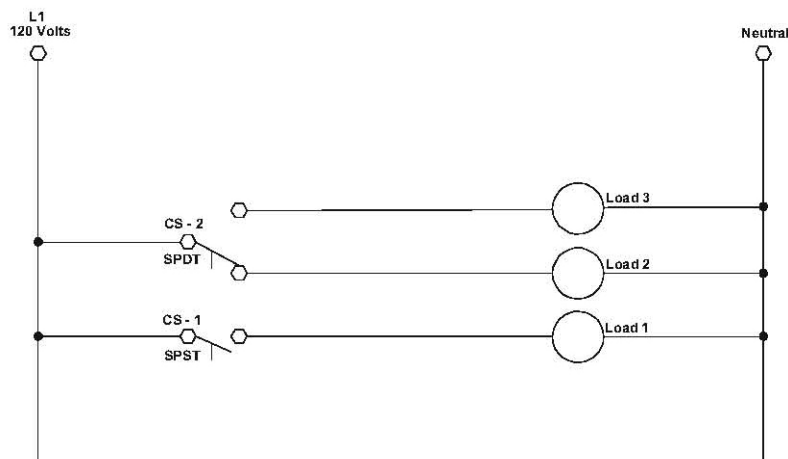 L1
120 Volts
Neutral
Load 3
CS - 2
SPDT
Load 2
CS - 1
SPST
Load 1